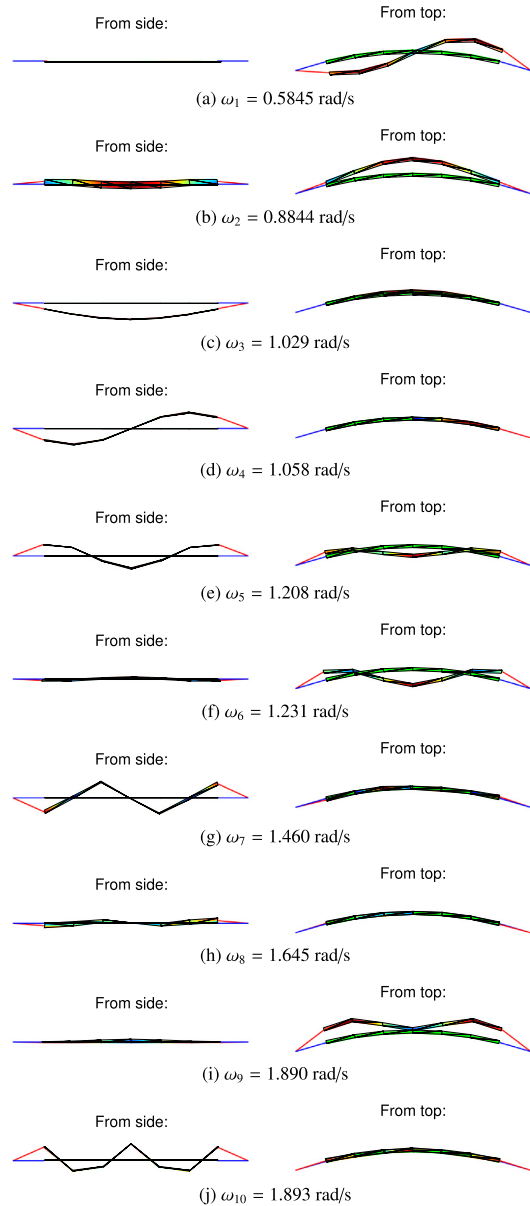 From side: From top:
(a) ω₁ = 0.5845 rad/s
From side: From top:
(b) ω₂ = 0.8844 rad/s
From side: From top:
(c) ω₃ = 1.029 rad/s
From side: From top:
(d) ω₄ = 1.058 rad/s
From side: From top:
(e) ω₅ = 1.208 rad/s
From side: From top:
(f) ω₆ = 1.231 rad/s
From side: From top:
(g) ω₇ = 1.460 rad/s
From side: From top:
(h) ω₈ = 1.645 rad/s
From side: From top:
(i) ω₉ = 1.890 rad/s
From side: From top:
(j) ω₁₀ = 1.893 rad/s